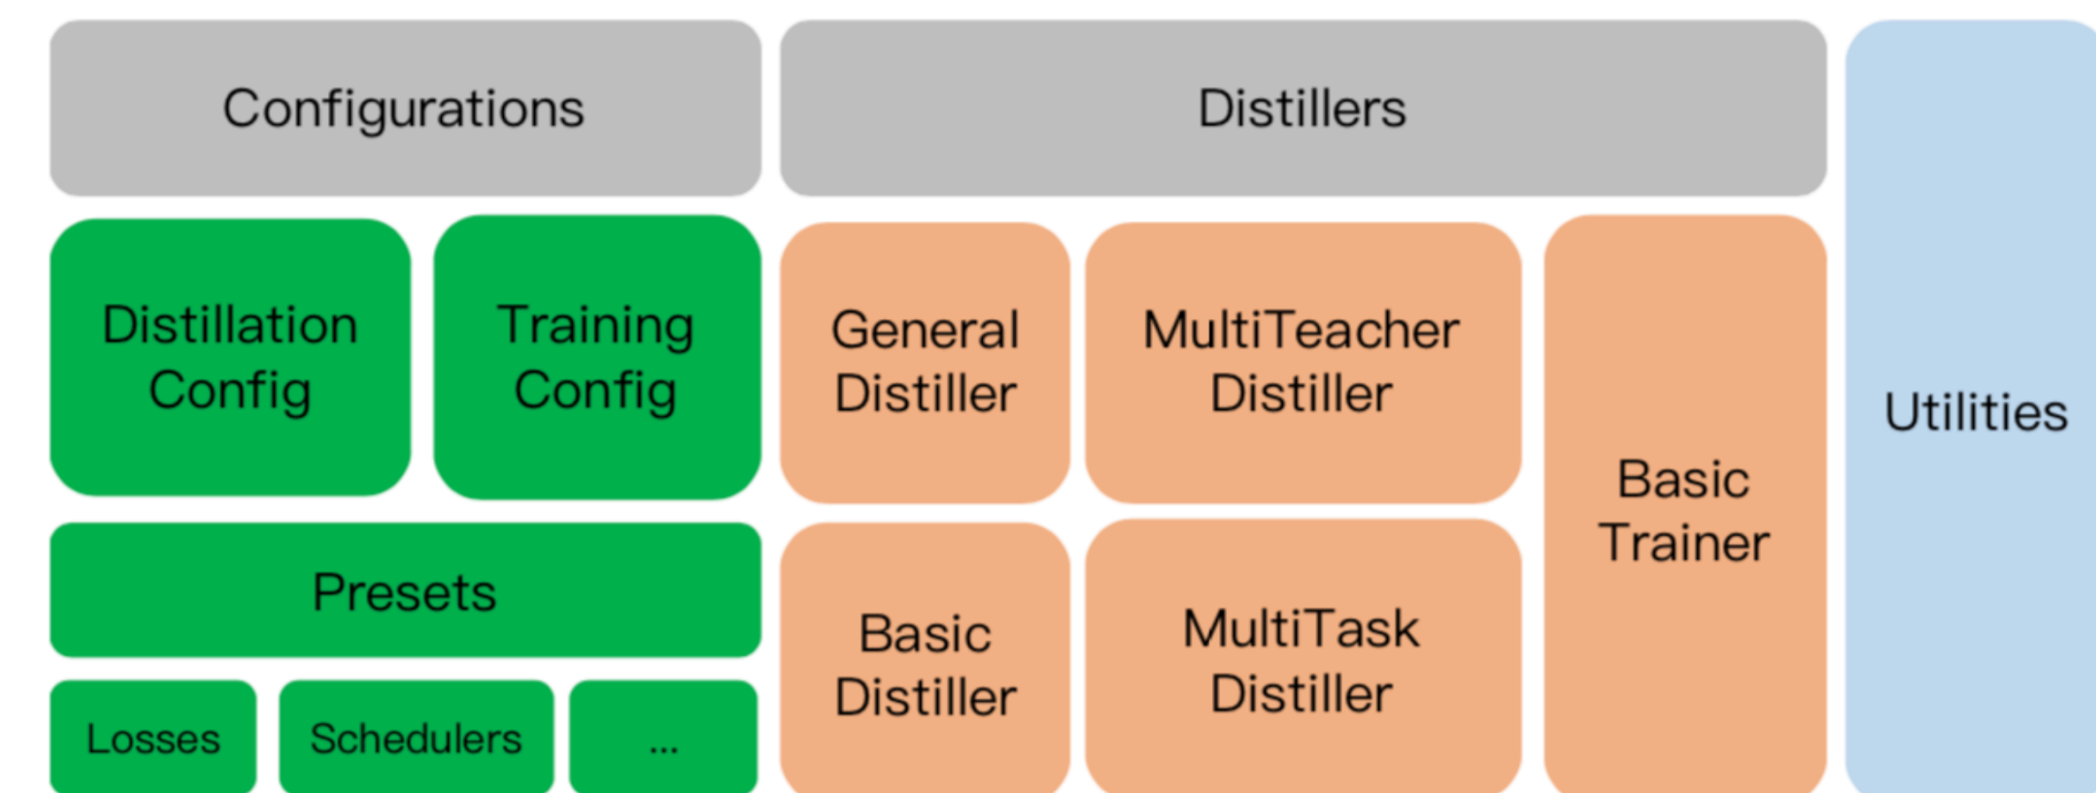 Configurations
Distillers
Utilities
Distillation
Config
Training
Config
General
Distiller
MultiTeacher
Distiller
Basic
Trainer
Presets
Basic
Distiller
MultiTask
Distiller
Losses
Schedulers
...